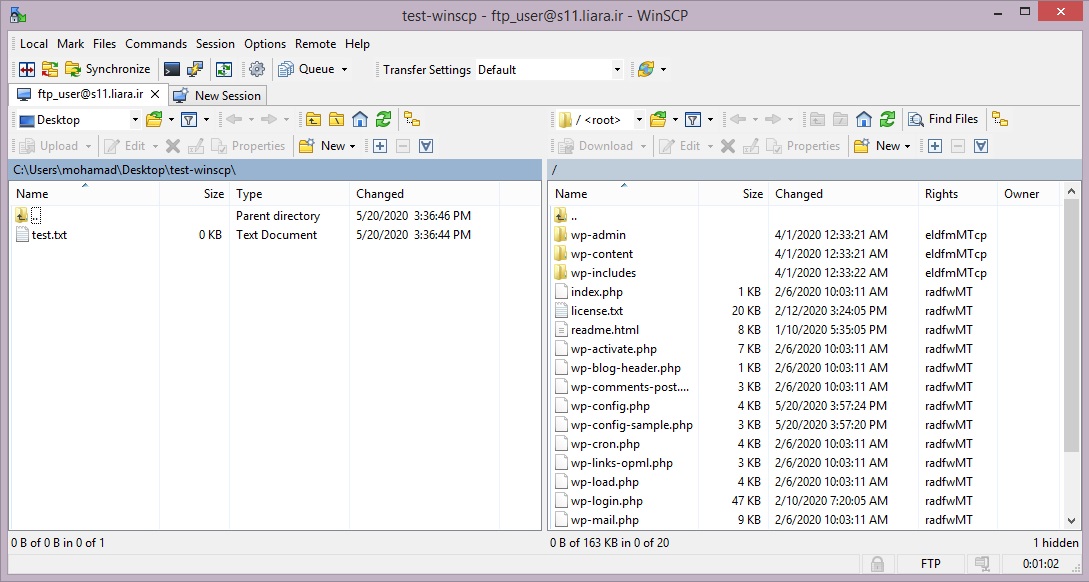 test-winscp - ftp_user@s11.liara.ir - WinSCP
Local Mark Files Commands Session Options Remote Help
Synchronize Queue Transfer Settings Default
ftp_user@s11.liara.ir New Session
Desktop / <root> Find Files
Upload Edit Properties New Download Edit Properties New
C:\Users\mohamad\Desktop\test-winscp\ /
Name Size Type Changed Name Size Changed Rights Owner
.. Parent directory 5/20/2020 3:36:46 PM ..
test.txt 0 KB Text Document 5/20/2020 3:36:44 PM wp-admin 4/1/2020 12:33:21 AM eldfmMTcp
wp-content 4/1/2020 12:33:21 AM eldfmMTcp
wp-includes 4/1/2020 12:33:22 AM eldfmMTcp
index.php 1 KB 2/6/2020 10:03:11 AM radfwMT
license.txt 20 KB 2/12/2020 3:24:05 PM radfwMT
readme.html 8 KB 1/10/2020 5:35:05 PM radfwMT
wp-activate.php 7 KB 2/6/2020 10:03:11 AM radfwMT
wp-blog-header.php 1 KB 2/6/2020 10:03:11 AM radfwMT
wp-comments-post.... 3 KB 2/6/2020 10:03:11 AM radfwMT
wp-config.php 4 KB 5/20/2020 3:57:24 PM radfwMT
wp-config-sample.php 3 KB 5/20/2020 3:57:20 PM radfwMT
wp-cron.php 4 KB 2/6/2020 10:03:11 AM radfwMT
wp-links-opml.php 3 KB 2/6/2020 10:03:11 AM radfwMT
wp-load.php 4 KB 2/6/2020 10:03:11 AM radfwMT
wp-login.php 47 KB 2/10/2020 7:20:05 AM radfwMT
wp-mail.php 9 KB 2/6/2020 10:03:11 AM radfwMT
0 B of 0 B in 0 of 1 0 B of 163 KB in 0 of 20 1 hidden
FTP 0:01:02